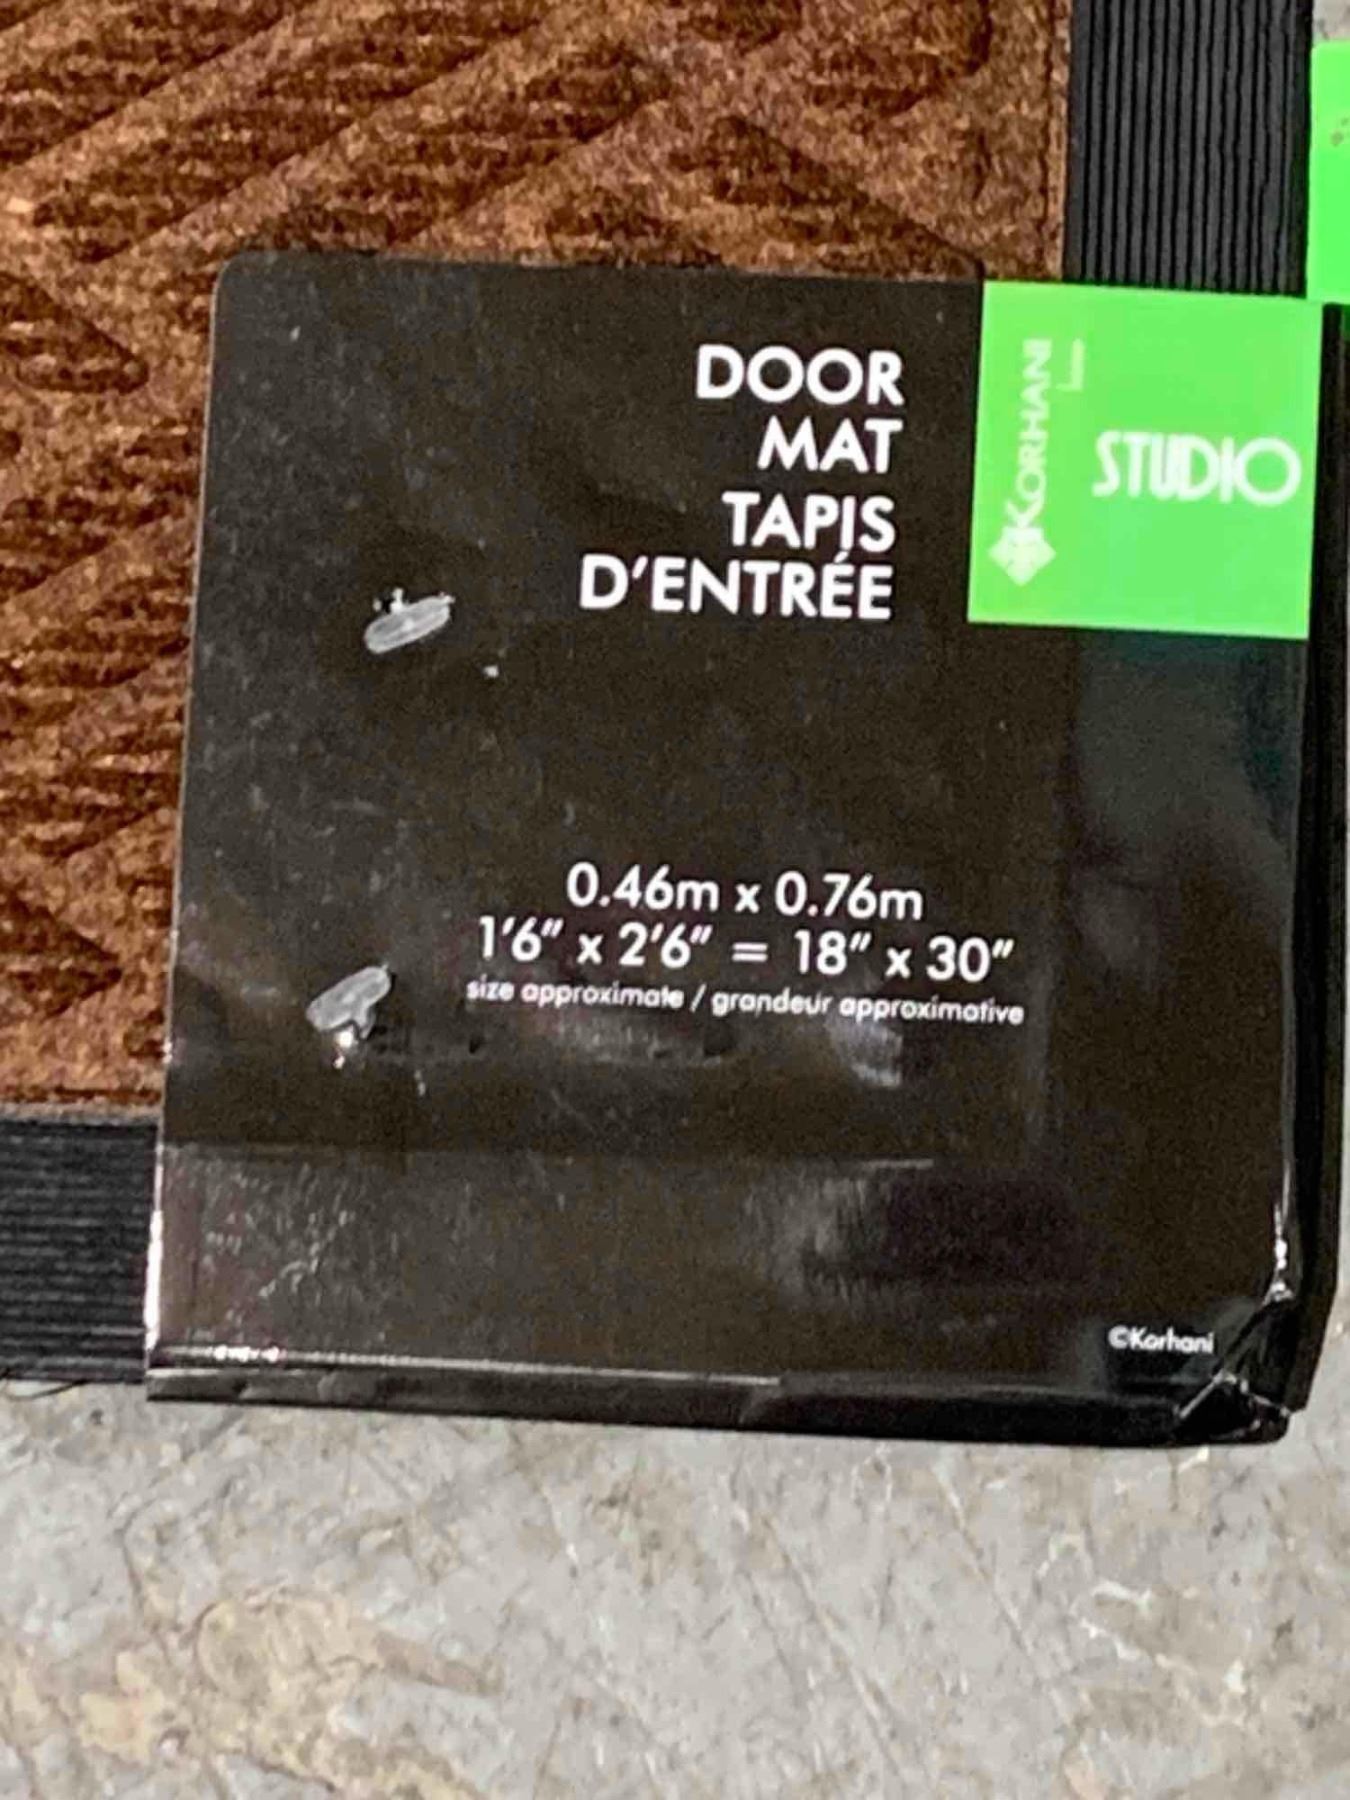 DOOR
MAT
TAPIS
D'ENTRÉE
KORHANI
home
STUDIO
0.46m x 0.76m
1'6" x 2'6" = 18" x 30"
size approximate / grandeur approximative
©Korhani